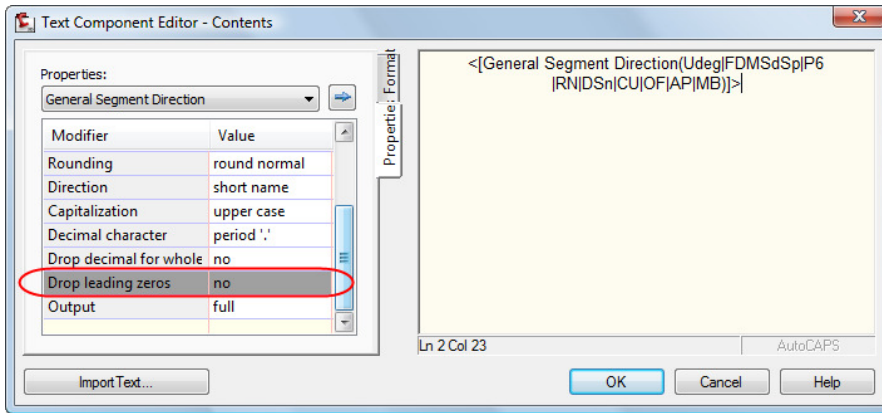 Text Component Editor - Contents
Properties:
General Segment Direction
Modifier Value
Rounding round normal
Direction short name
Capitalization upper case
Decimal character period '.'
Drop decimal for whole no
Drop leading zeros no
Output full
Properties Format
<[General Segment Direction(Udeg|FDMSdSp|P6
|RN|DSn|CU|OF|AP|MB)]>
Ln 2 Col 23 AutoCAPS
Import Text... OK Cancel Help